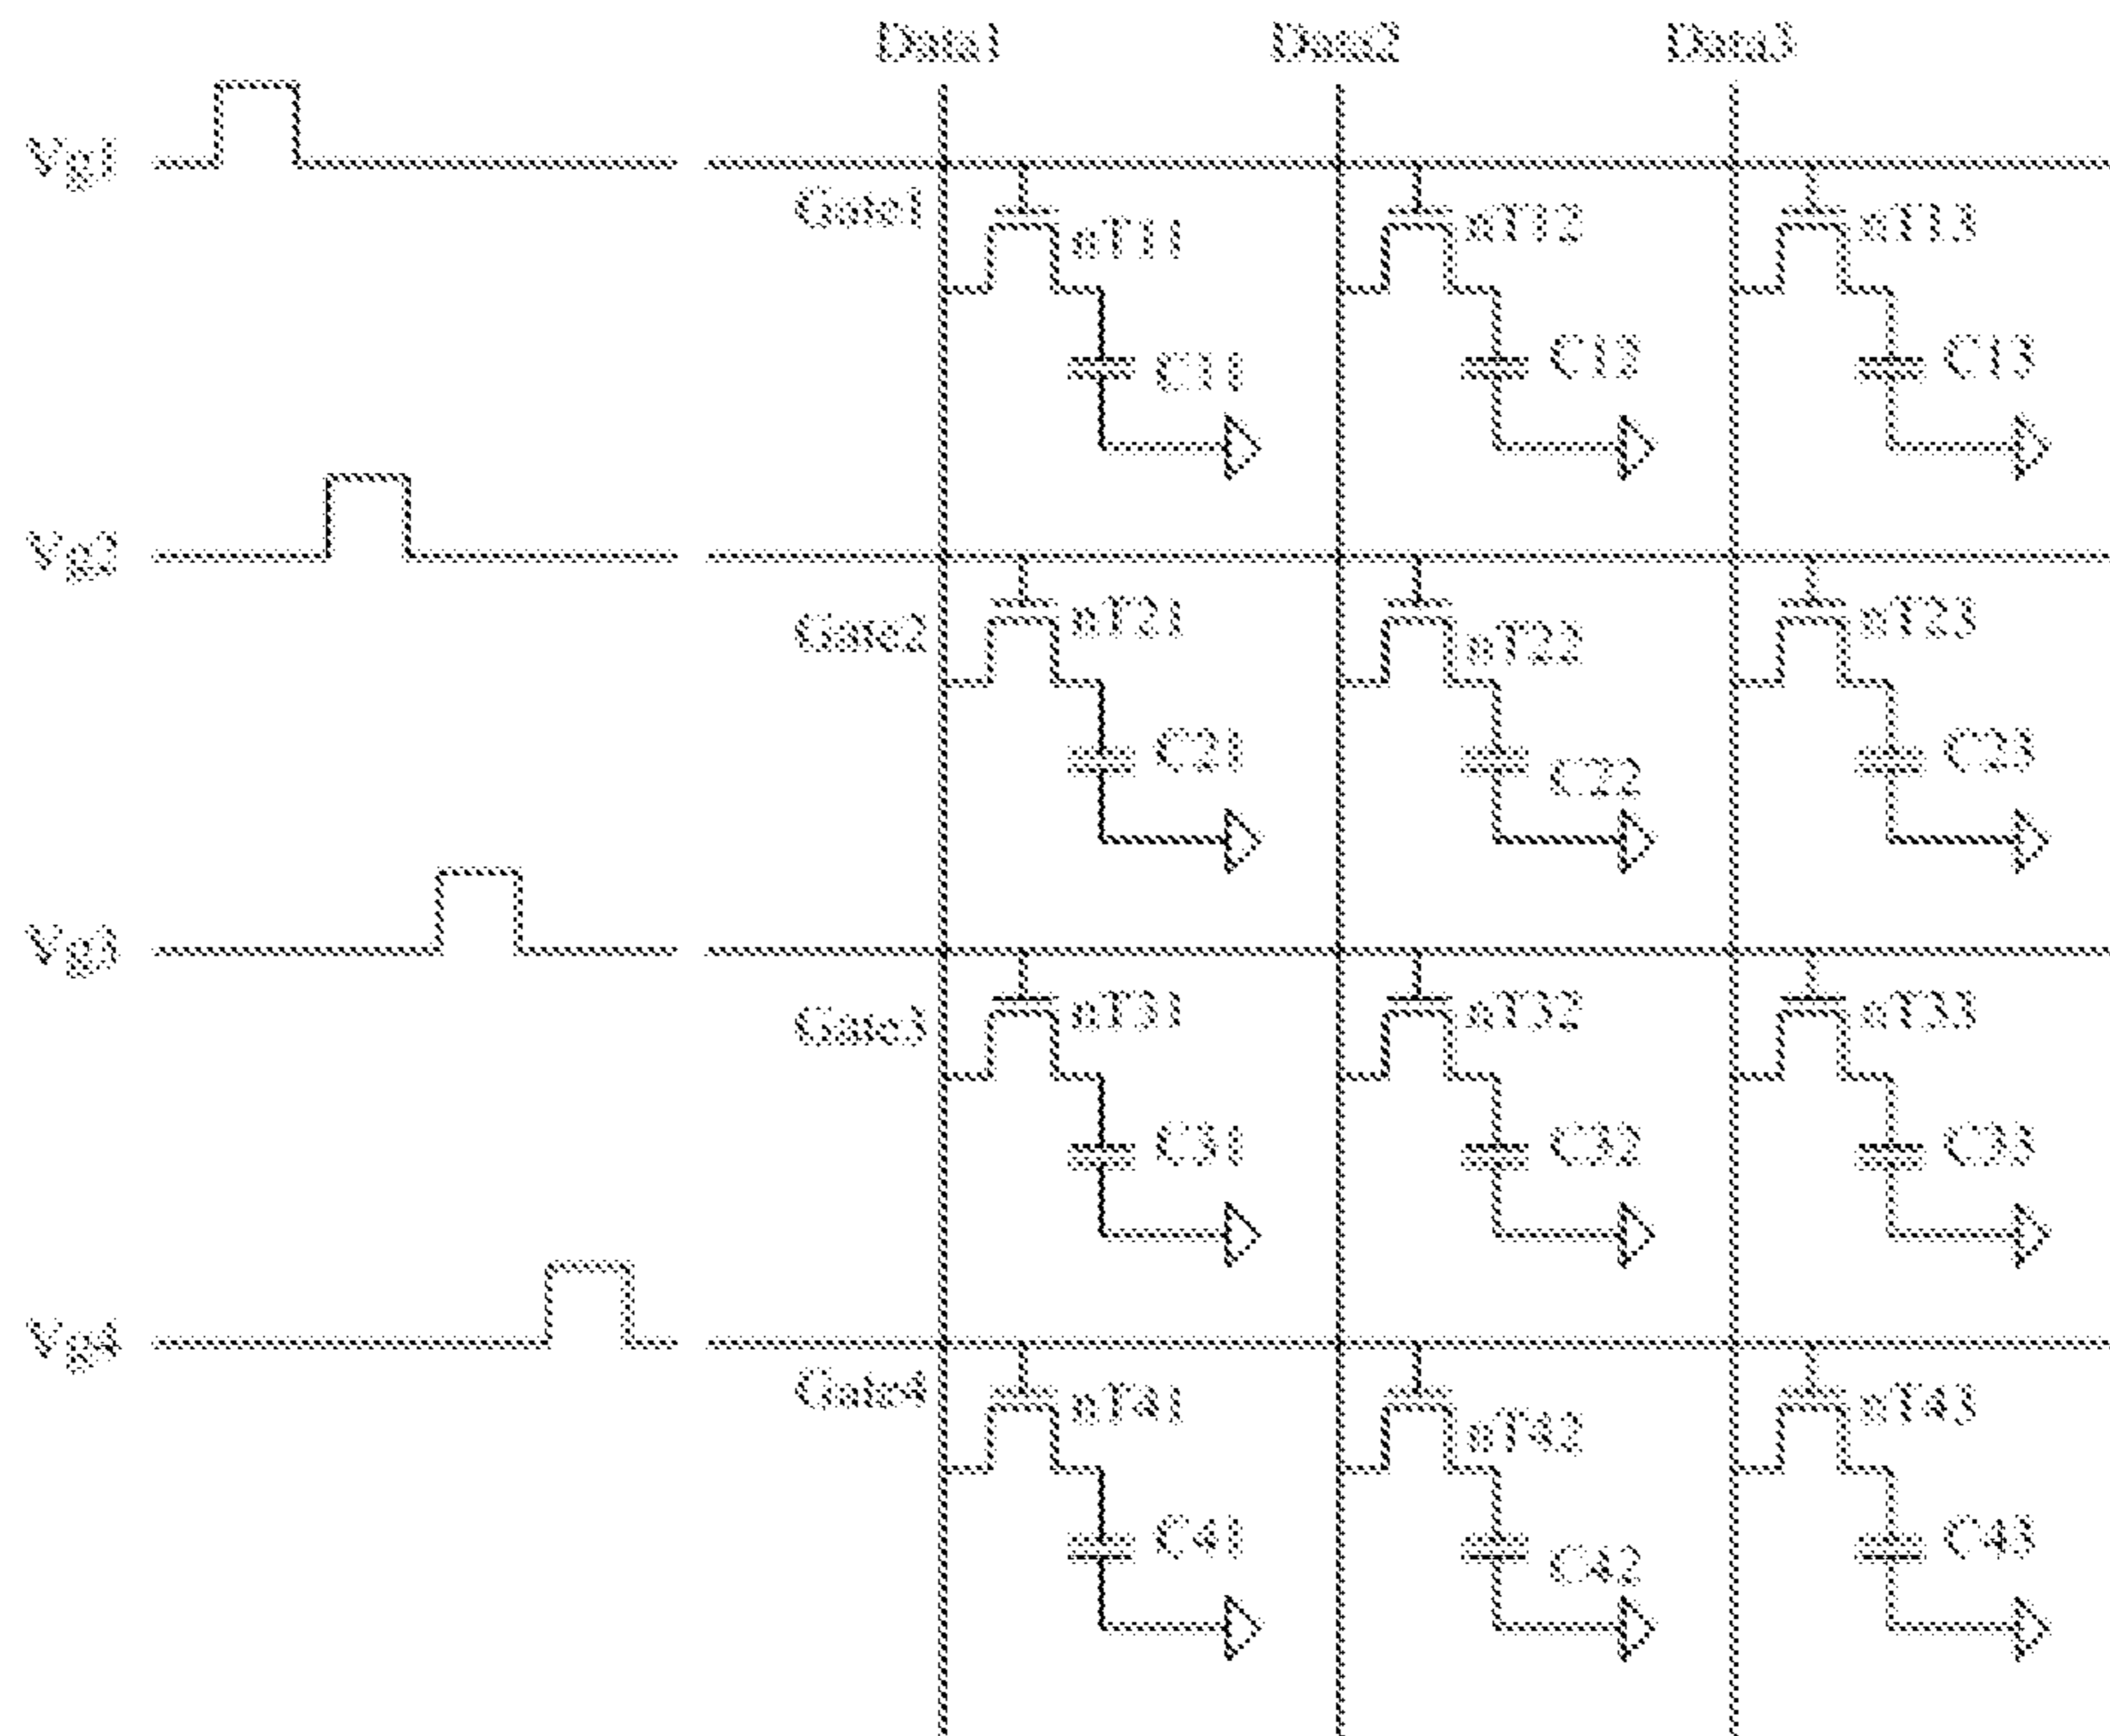 Data1 Data2 Data3
Vg1
Gate1 nT11 nT12 nT13
C11 C12 C13
Vg2
Gate2 nT21 nT22 nT23
C21 C22 C23
Vg3
Gate3 nT31 nT32 nT33
C31 C32 C33
Vg4
Gate4 nT41 nT42 nT43
C41 C42 C43